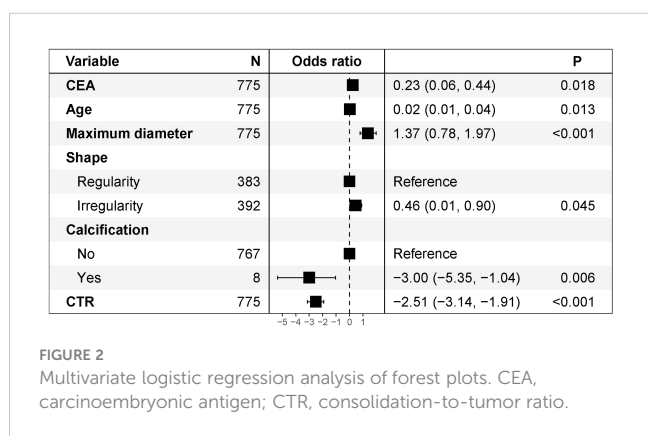 Variable N Odds ratio P
CEA 775 0.23 (0.06, 0.44) 0.018
Age 775 0.02 (0.01, 0.04) 0.013
Maximum diameter 775 1.37 (0.78, 1.97) <0.001
Shape
Regularity 383 Reference
Irregularity 392 0.46 (0.01, 0.90) 0.045
Calcification
No 767 Reference
Yes 8 −3.00 (−5.35, −1.04) 0.006
CTR 775 −2.51 (−3.14, −1.91) <0.001
−5 −4 −3 −2 −1 0 1
FIGURE 2
Multivariate logistic regression analysis of forest plots. CEA,
carcinoembryonic antigen; CTR, consolidation-to-tumor ratio.